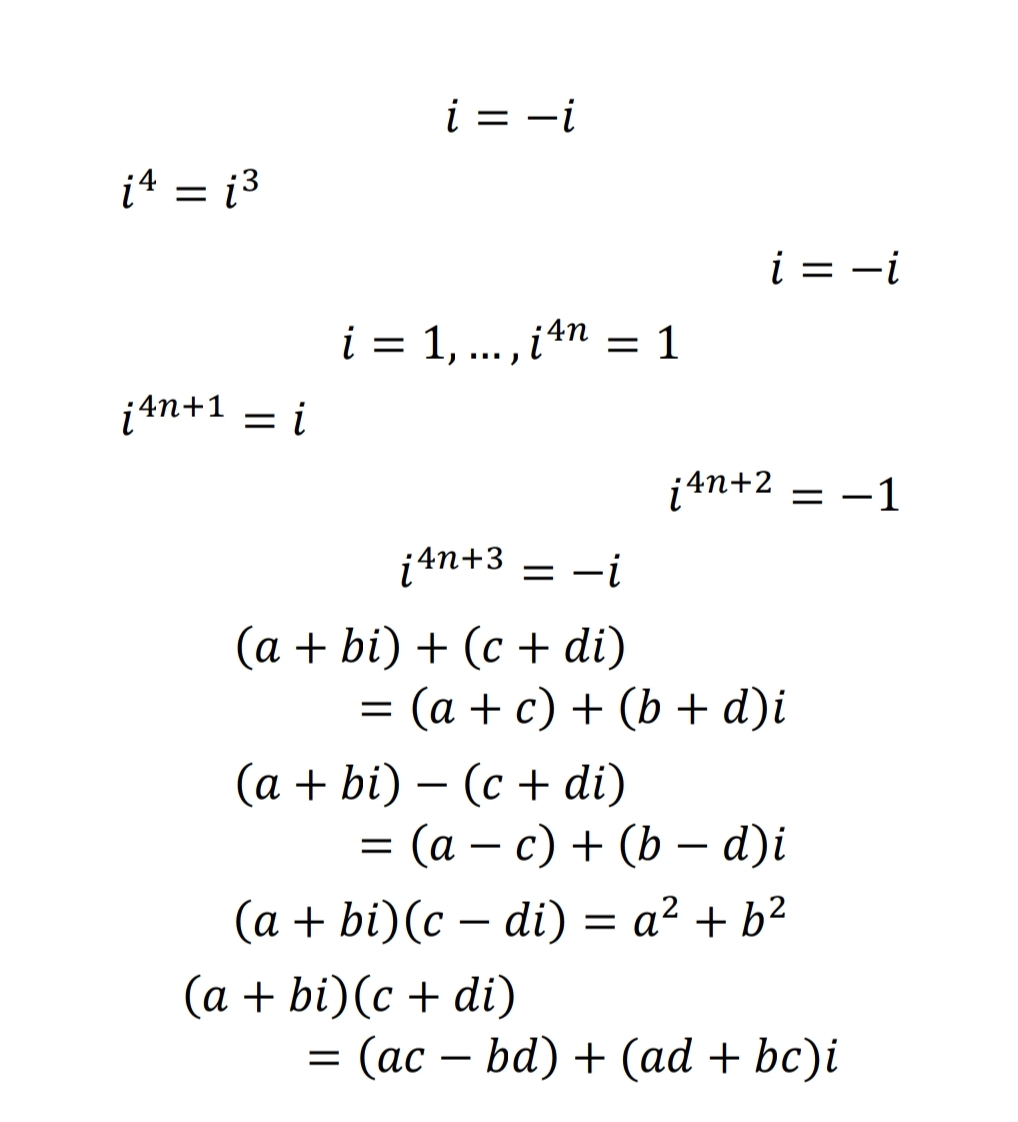 i = −i
i⁴ = i³
i = −i
i = 1, … , i⁴ⁿ = 1
i⁴ⁿ⁺¹ = i
i⁴ⁿ⁺² = −1
i⁴ⁿ⁺³ = −i
(a + bi) + (c + di)
= (a + c) + (b + d)i
(a + bi) − (c + di)
= (a − c) + (b − d)i
(a + bi)(c − di) = a² + b²
(a + bi)(c + di)
= (ac − bd) + (ad + bc)i